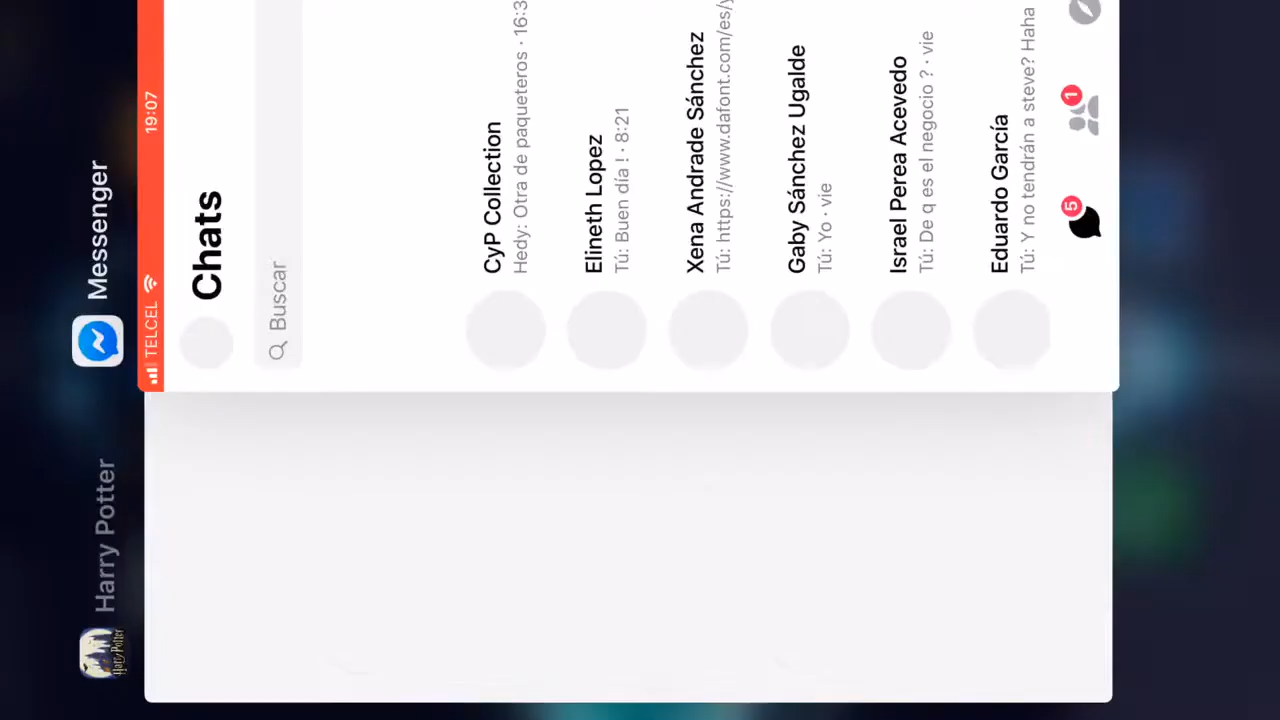 Harry Potter
Harry Potter
Messenger
TELCEL 19:07
Chats
Buscar
CyP Collection
Hedy: Otra de paqueteros · 16:3
Elineth Lopez
Tú: Buen día ! · 8:21
Xena Andrade Sánchez
Tú: https://www.dafont.com/es/y
Gaby Sánchez Ugalde
Tú: Yo · vie
Israel Perea Acevedo
Tú: De q es el negocio ? · vie
Eduardo García
Tú: Y no tendrán a steve? Haha
5
1